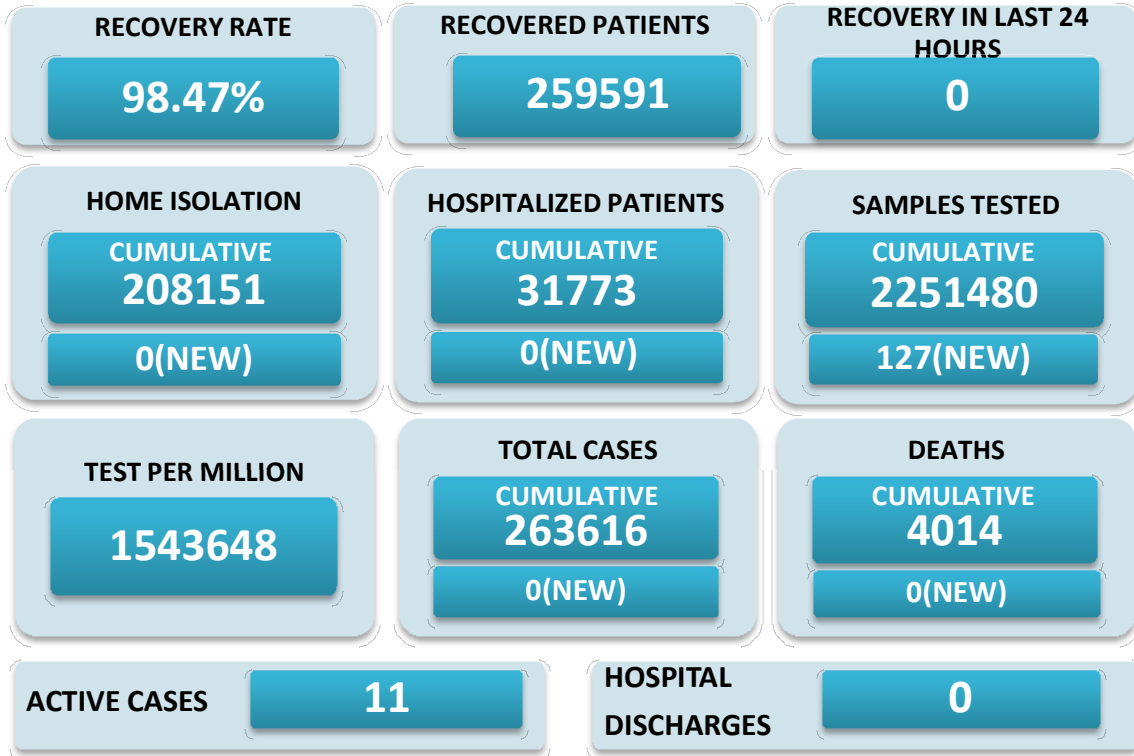 RECOVERY RATE
98.47%
RECOVERED PATIENTS
259591
RECOVERY IN LAST 24
HOURS
0
HOME ISOLATION
CUMULATIVE
208151
0(NEW)
HOSPITALIZED PATIENTS
CUMULATIVE
31773
0(NEW)
SAMPLES TESTED
CUMULATIVE
2251480
127(NEW)
TEST PER MILLION
1543648
TOTAL CASES
CUMULATIVE
263616
0(NEW)
DEATHS
CUMULATIVE
4014
0(NEW)
ACTIVE CASES
11
HOSPITAL
DISCHARGES
0